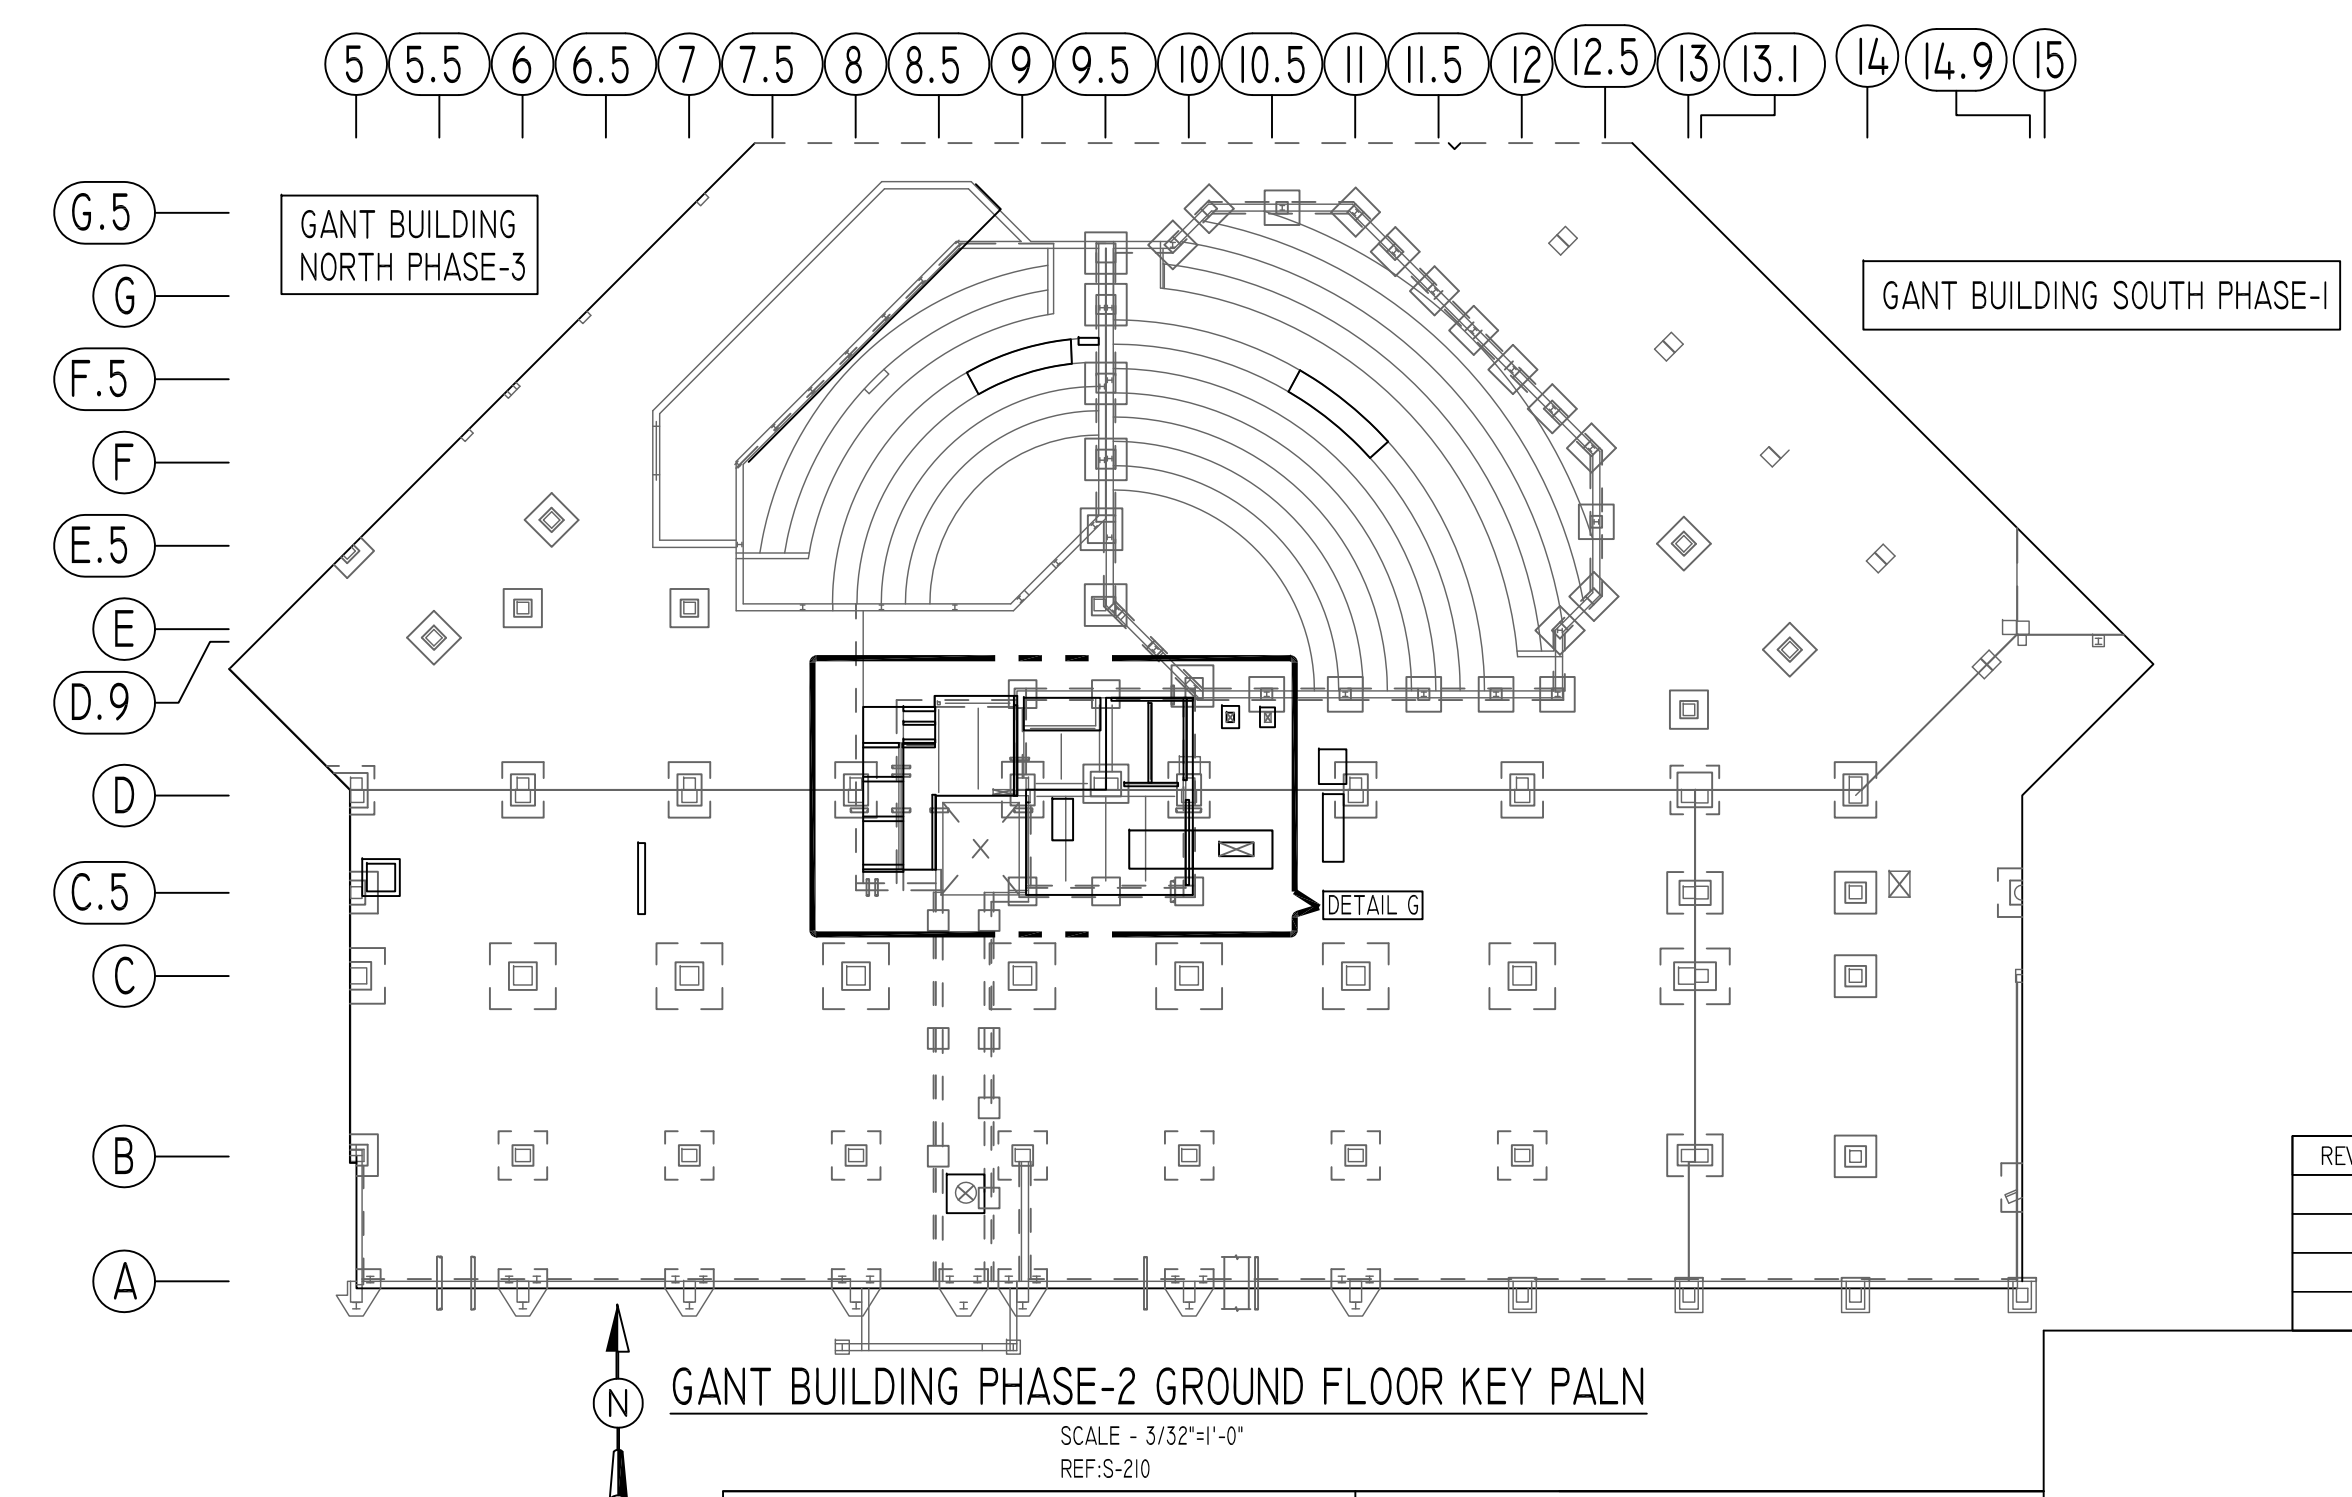 5 5.5 6 6.5 7 7.5 8 8.5 9 9.5 10 10.5 11 11.5 12 12.5 13 13.1 14 14.9 15
G.5
GANT BUILDING
NORTH PHASE-3
G
GANT BUILDING SOUTH PHASE-1
F.5
F
E.5
E
D.9
D
C.5
DETAIL G
C
B
A
N
GANT BUILDING PHASE-2 GROUND FLOOR KEY PALN
SCALE - 3/32"=1'-0"
REF:S-210